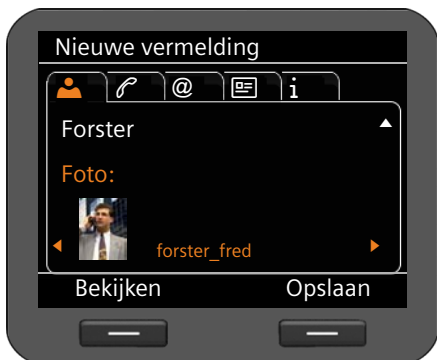 Nieuwe vermelding
@ i
Forster
Foto:
forster_fred
Bekijken Opslaan